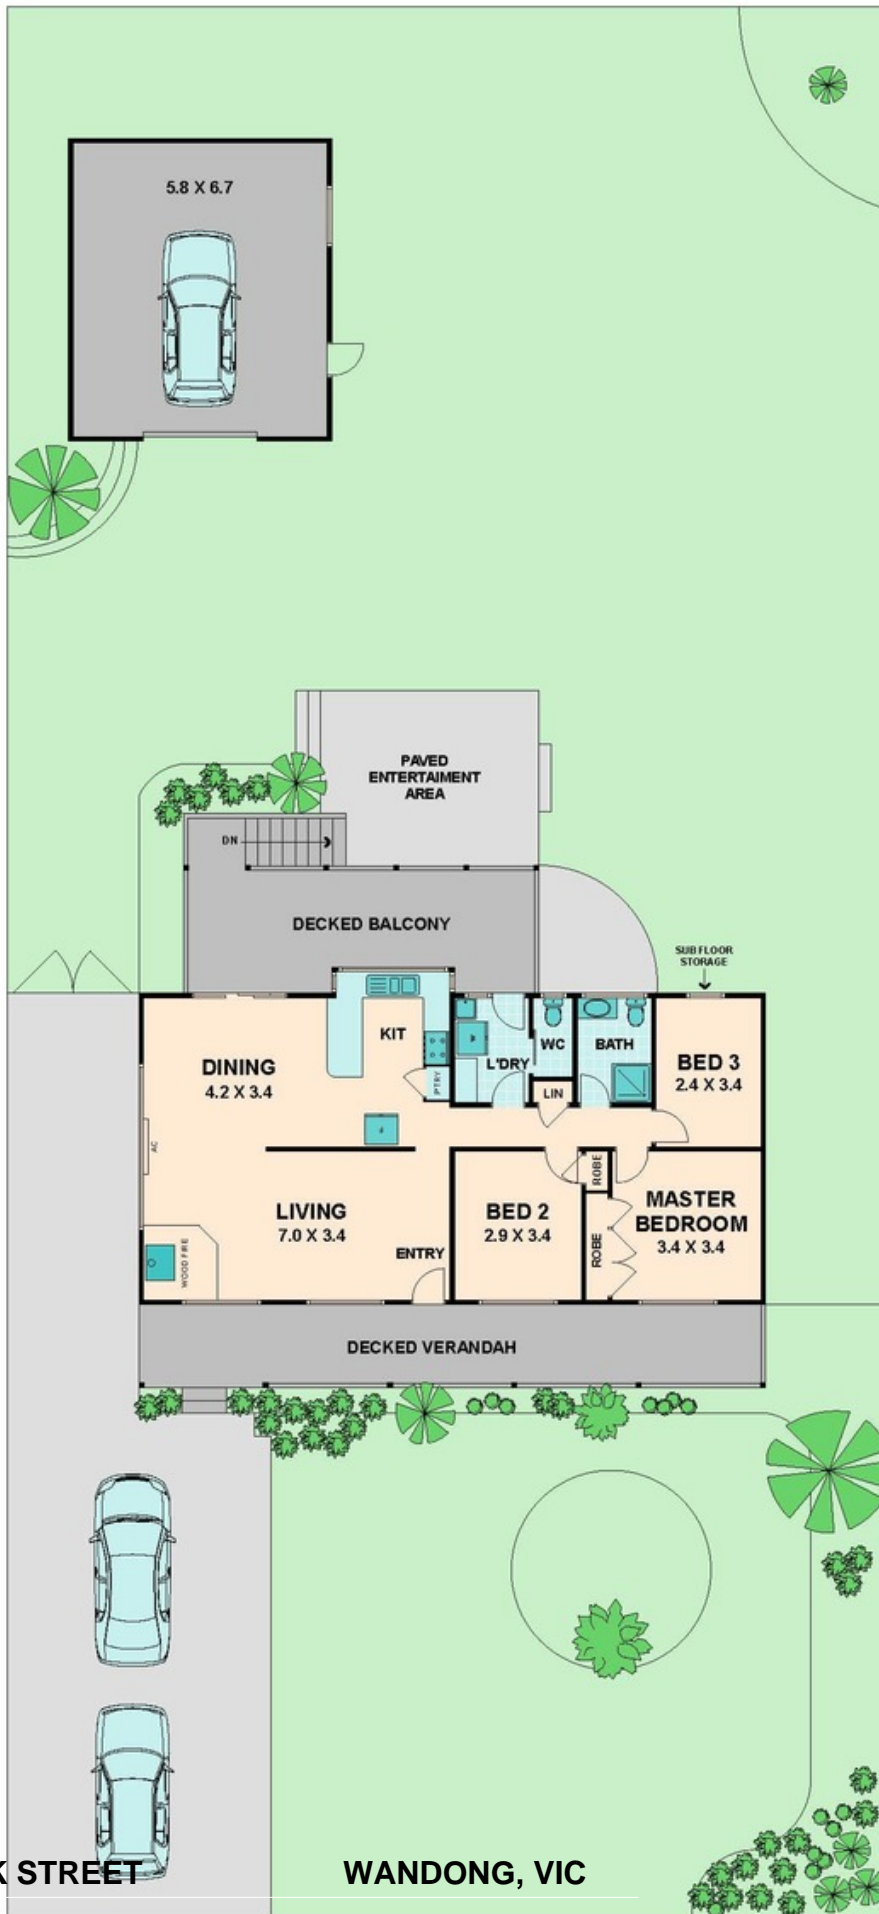 5.8 X 6.7
PAVED
ENTERTAIMENT
AREA
DN
DECKED BALCONY
SUB FLOOR
STORAGE
KIT
DINING
4.2 X 3.4
L'DRY
WC
BATH
BED 3
2.4 X 3.4
PTRY
LIN
AC
LIVING
7.0 X 3.4
ENTRY
WOOD FIRE
BED 2
2.9 X 3.4
ROBE
ROBE
MASTER
BEDROOM
3.4 X 3.4
DECKED VERANDAH
STREET
WANDONG, VIC